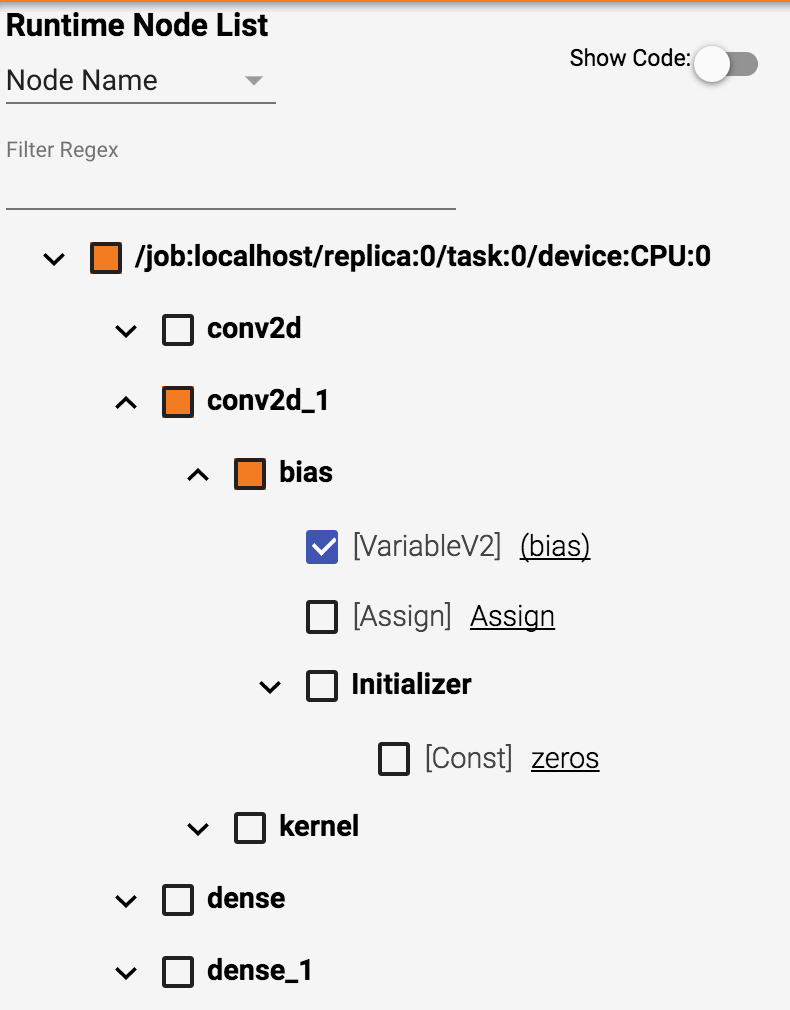 Runtime Node List
Show Code:
Node Name
Filter Regex
/job:localhost/replica:0/task:0/device:CPU:0
conv2d
conv2d_1
bias
[VariableV2] (bias)
[Assign] Assign
Initializer
[Const] zeros
kernel
dense
dense_1